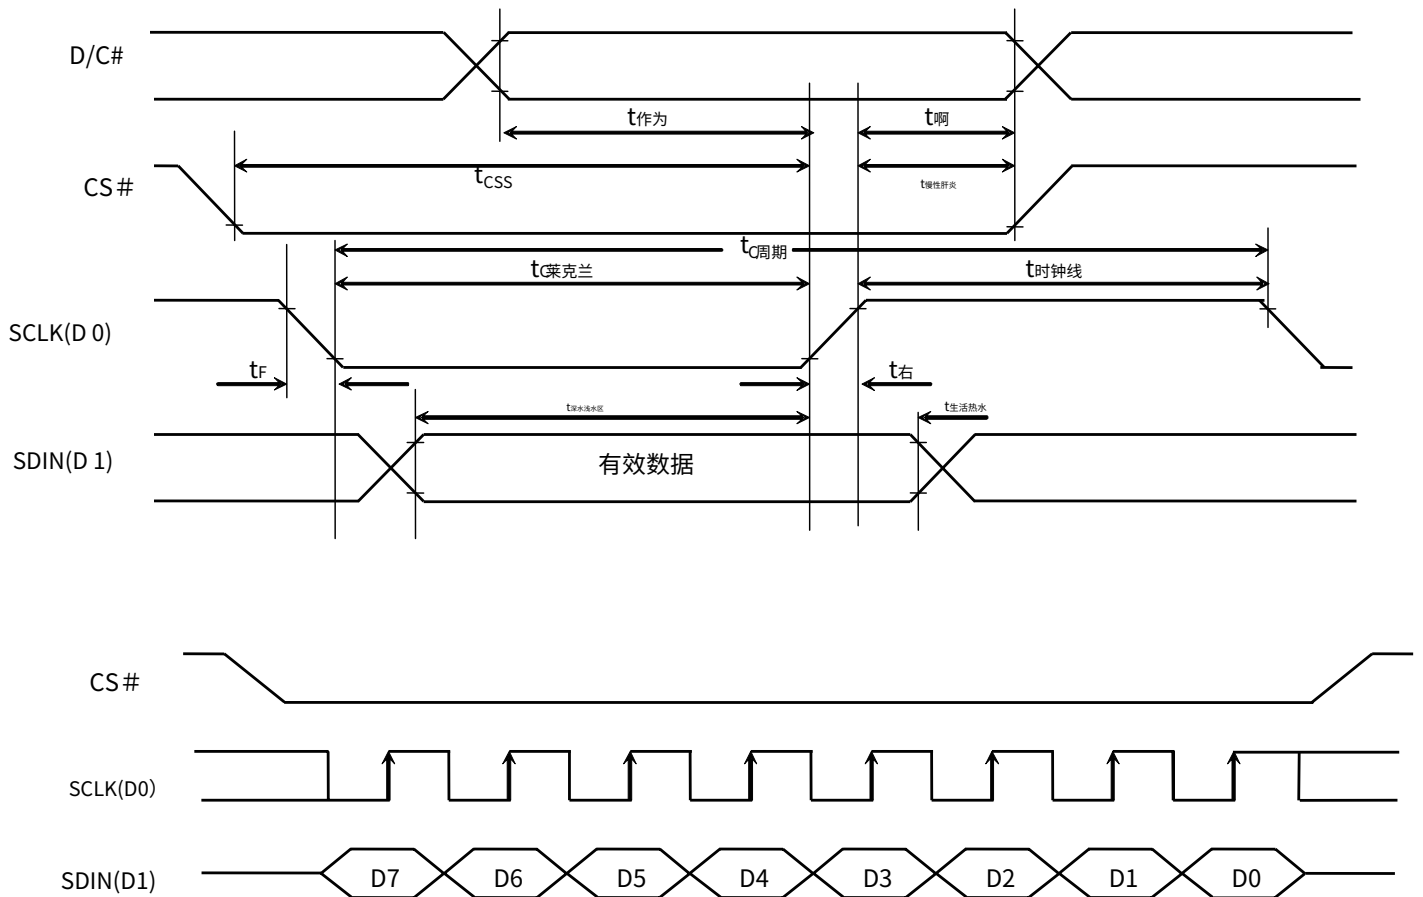 D/C#
t作为
t啊
CS#
tCSS
t慢性肝炎
tC周期
tC莱克兰
t时钟线
SCLK(D 0)
tF
t右
t深水浅水区
t生活热水
SDIN(D 1)
有效数据
CS#
SCLK(D0)
SDIN(D1)
D7 D6 D5 D4 D3 D2 D1 D0